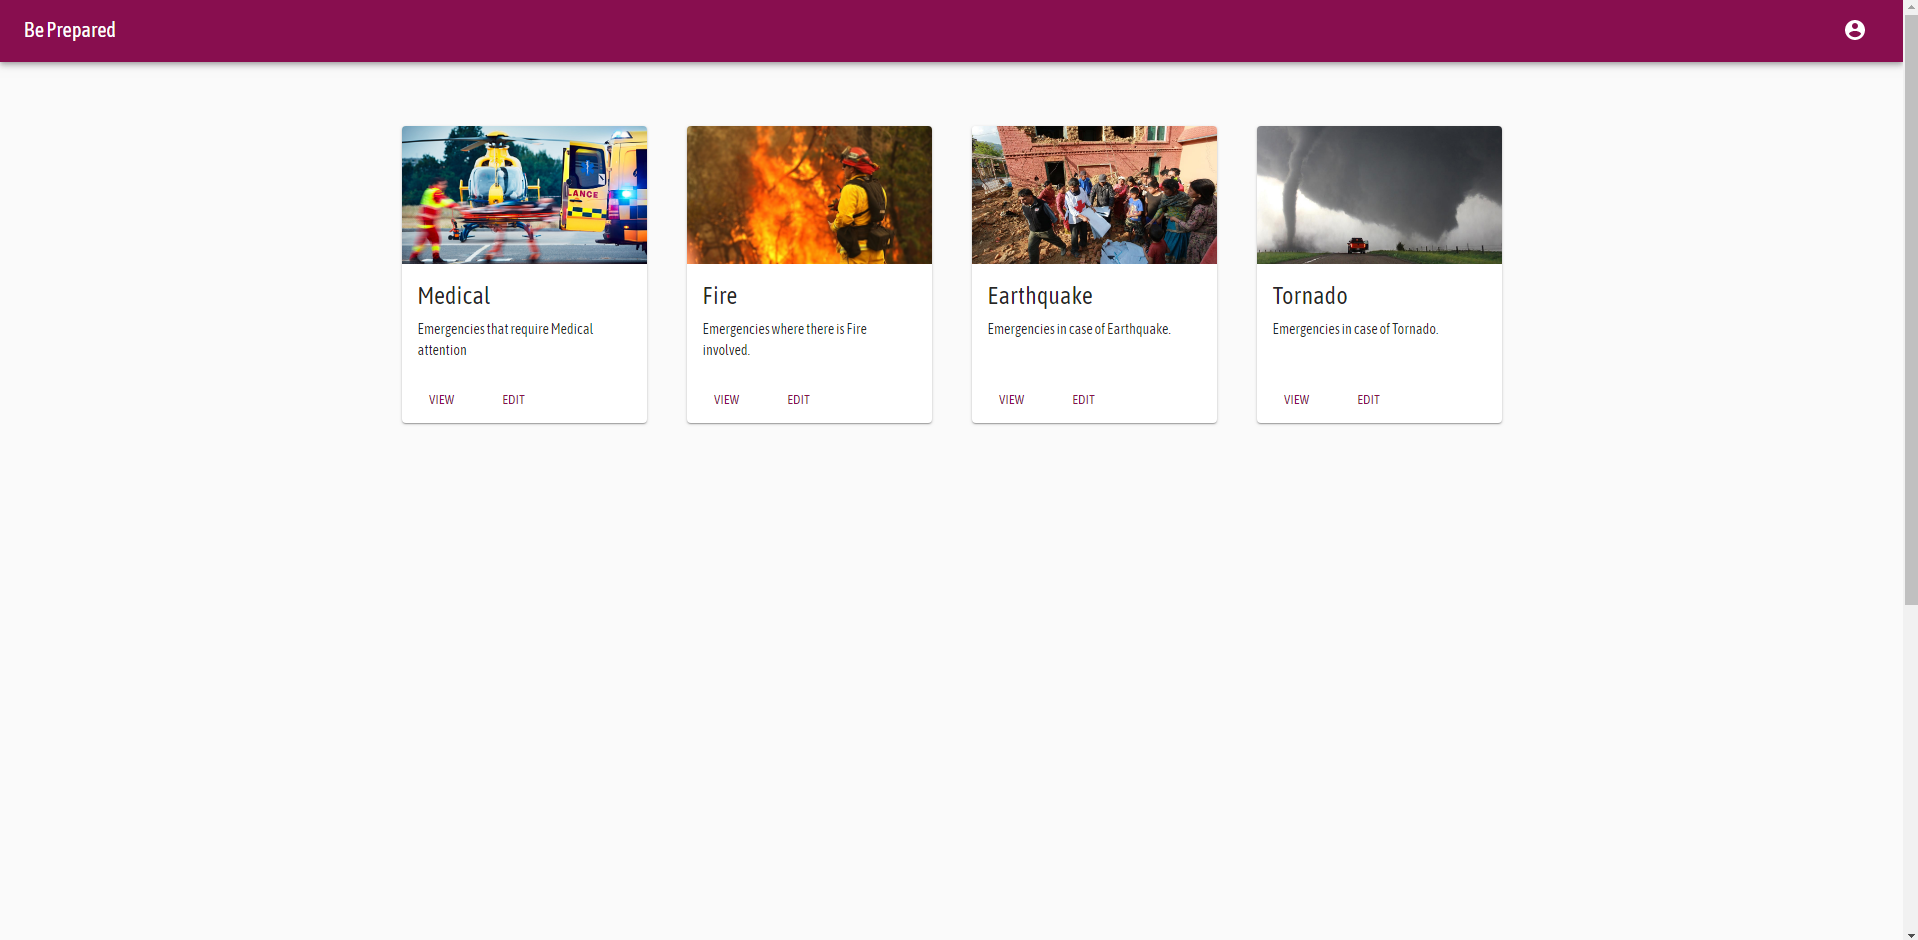 Be Prepared
LANCE
Medical
Emergencies that require Medical
attention
VIEW EDIT
Fire
Emergencies where there is Fire
involved.
VIEW EDIT
Earthquake
Emergencies in case of Earthquake.
VIEW EDIT
Tornado
Emergencies in case of Tornado.
VIEW EDIT